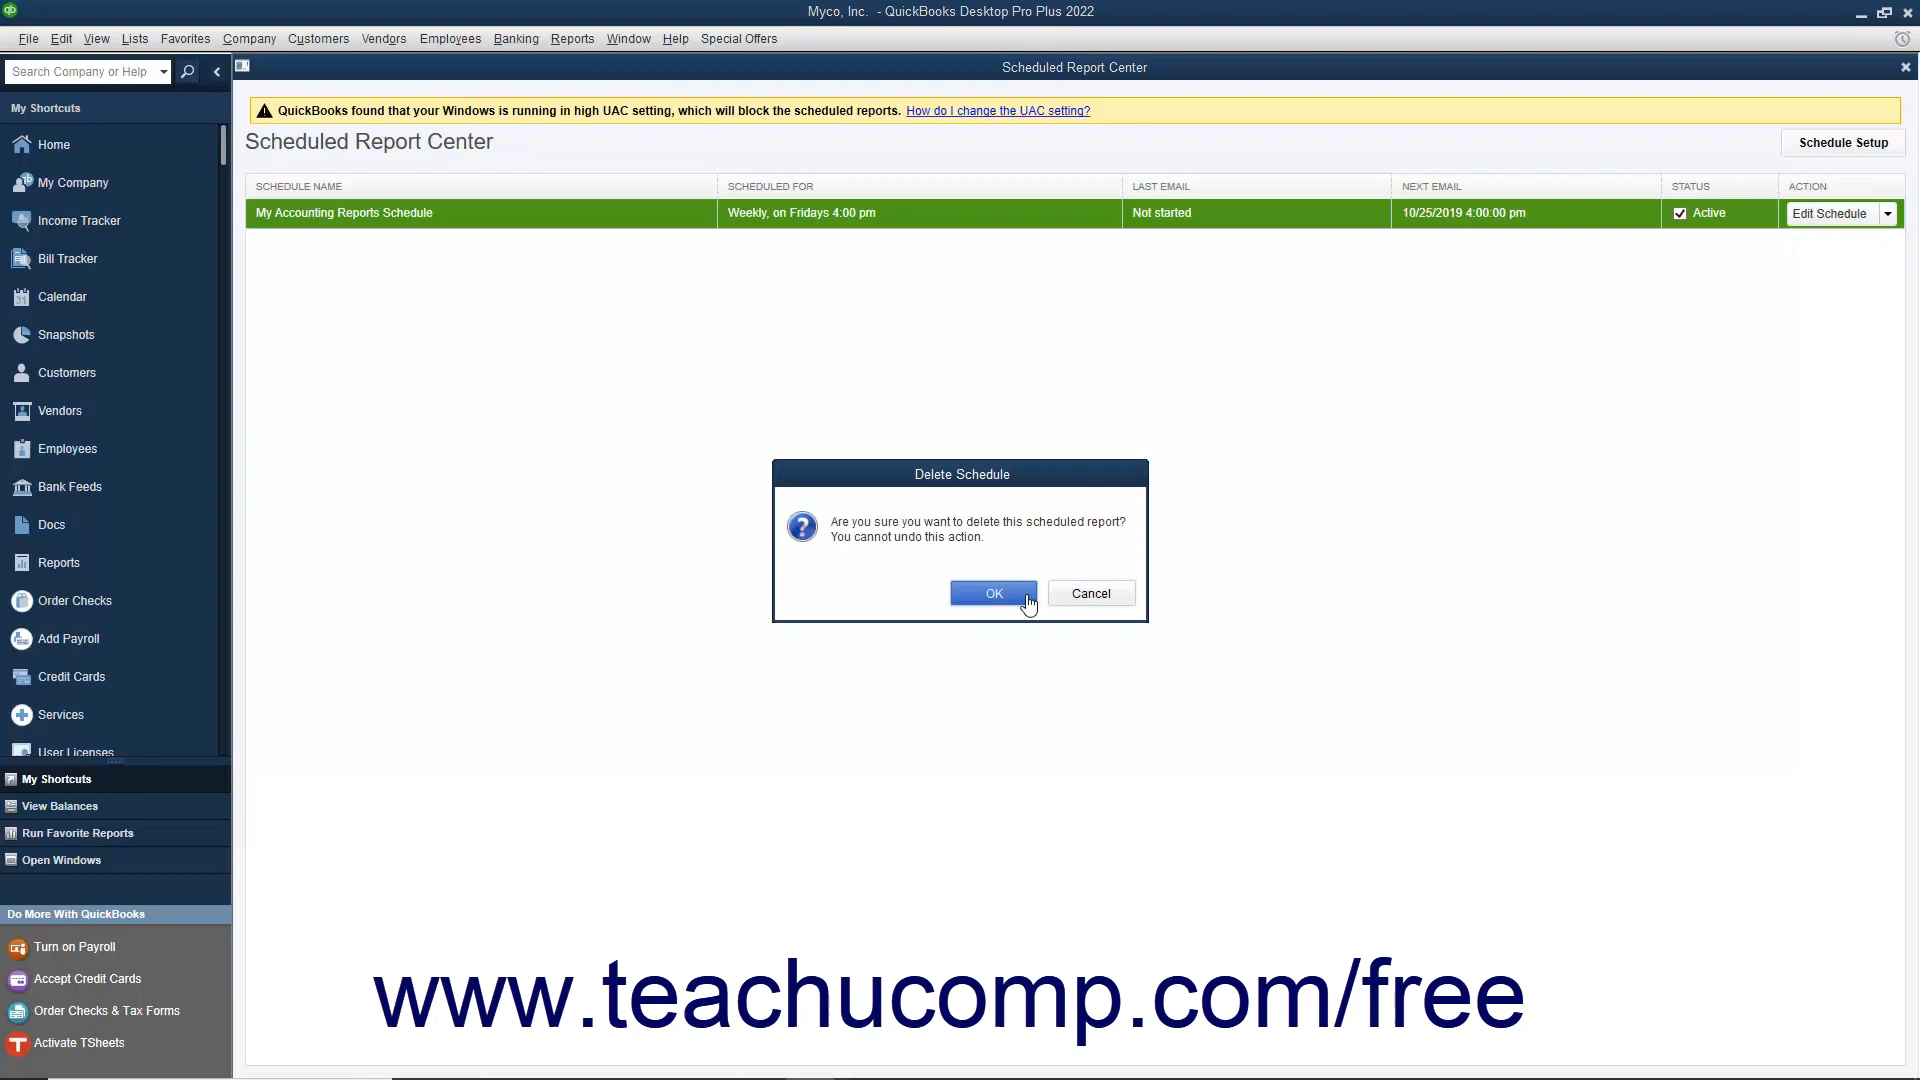 Myco, Inc.  - QuickBooks Desktop Pro Plus 2022
File Edit View Lists Favorites Company Customers Vendors Employees Banking Reports Window Help Special Offers
Search Company or Help
Scheduled Report Center
My Shortcuts
Home
My Company
Income Tracker
Bill Tracker
31 Calendar
Snapshots
Customers
Vendors
Employees
Bank Feeds
Docs
Reports
Order Checks
Add Payroll
Credit Cards
Services
User Licenses
My Shortcuts
View Balances
Run Favorite Reports
Open Windows
Do More With QuickBooks
Turn on Payroll
Accept Credit Cards
Order Checks & Tax Forms
Activate TSheets
QuickBooks found that your Windows is running in high UAC setting, which will block the scheduled reports. How do I change the UAC setting?
Scheduled Report Center
Schedule Setup
SCHEDULE NAME SCHEDULED FOR LAST EMAIL NEXT EMAIL STATUS ACTION
My Accounting Reports Schedule Weekly, on Fridays 4:00 pm Not started 10/25/2019 4:00:00 pm Active Edit Schedule
Delete Schedule
Are you sure you want to delete this scheduled report?
You cannot undo this action.
OK Cancel
www.teachucomp.com/free